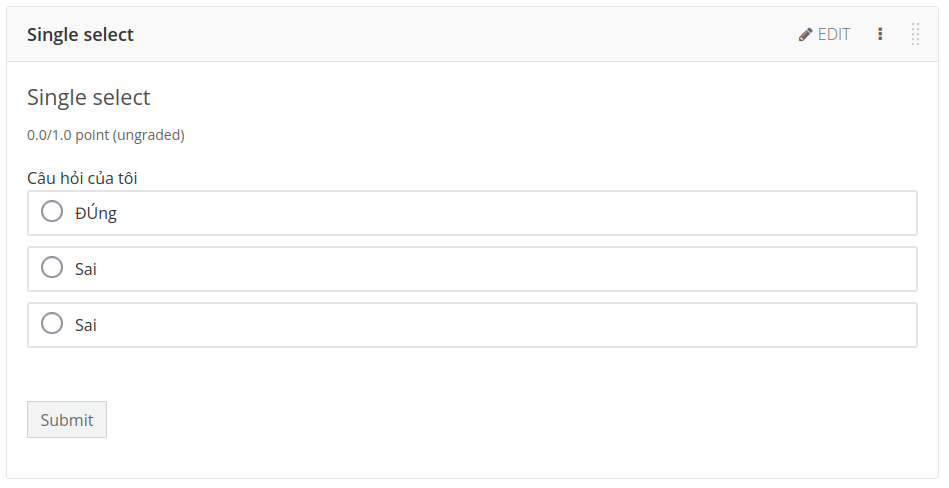 Single select
EDIT
Single select
0.0/1.0 point (ungraded)
Câu hỏi của tôi
ĐÚng
Sai
Sai
Submit